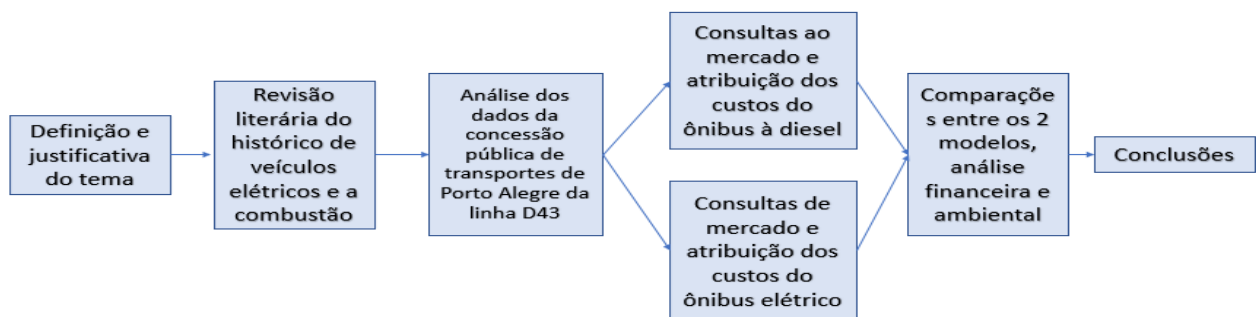 Definição e
justificativa
do tema
Revisão
literária do
histórico de
veículos
elétricos e a
combustão
Análise dos
dados da
concessão
pública de
transportes de
Porto Alegre da
linha D43
Consultas ao
mercado e
atribuição dos
custos do
ônibus à diesel
Consultas de
mercado e
atribuição dos
custos do
ônibus elétrico
Comparaçõe
s entre os 2
modelos,
análise
financeira e
ambiental
Conclusões